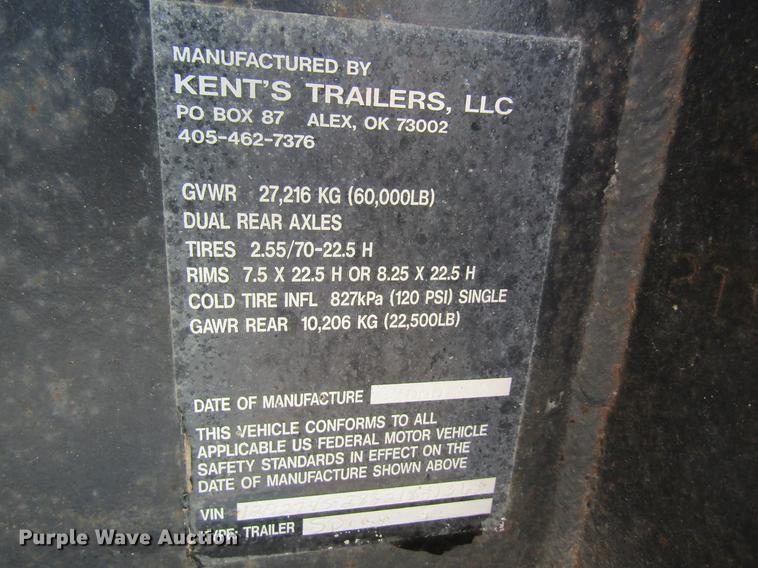 MANUFACTURED BY
KENT'S TRAILERS, LLC
PO BOX 87 ALEX, OK 73002
405-462-7376
GVWR 27,216 KG (60,000LB)
DUAL REAR AXLES
TIRES 2.55/70-22.5 H
RIMS 7.5 X 22.5 H OR 8.25 X 22.5 H
COLD TIRE INFL 827kPa (120 PSI) SINGLE
GAWR REAR 10,206 KG (22,500LB)
DATE OF MANUFACTURE
THIS VEHICLE CONFORMS TO ALL
APPLICABLE US FEDERAL MOTOR VEHICLE
SAFETY STANDARDS IN EFFECT ON THE
DATE OF MANUFACTURE SHOWN ABOVE
VIN
TYPE: TRAILER
Purple Wave Auction